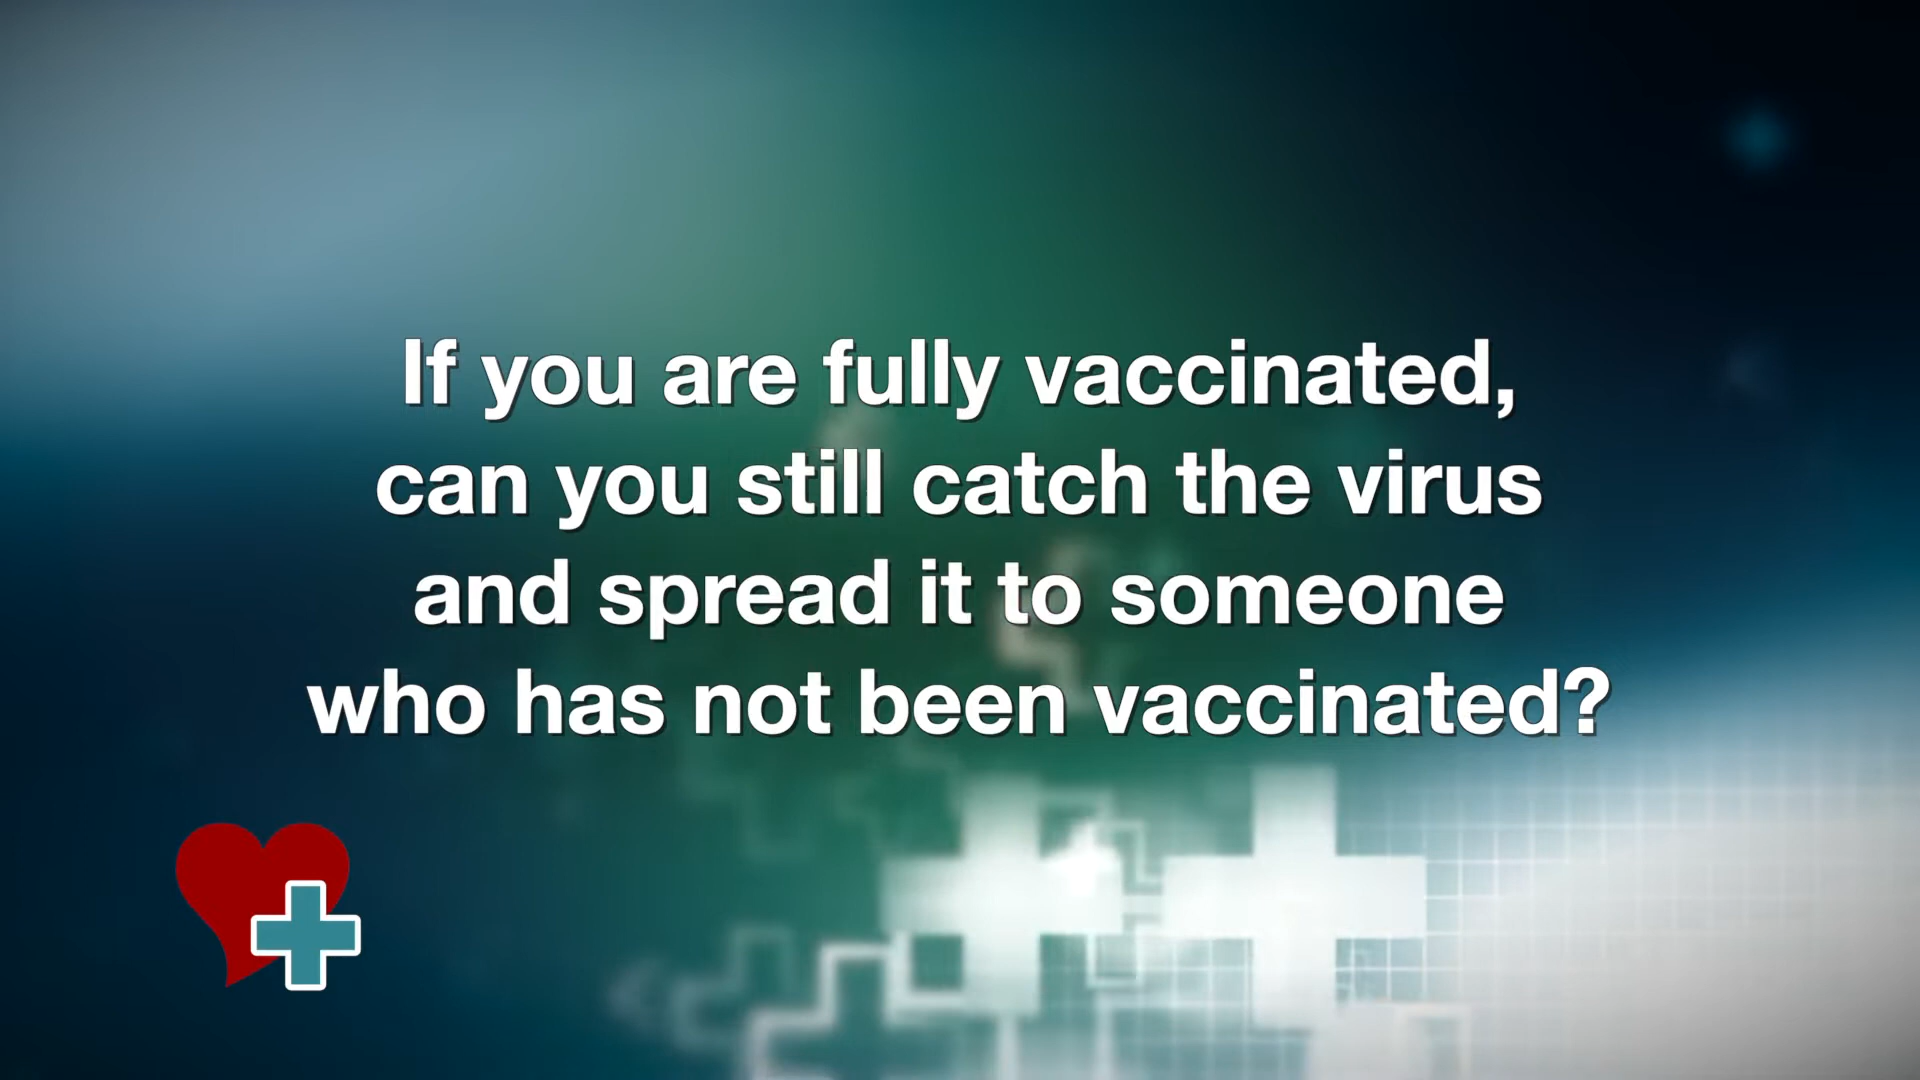 If you are fully vaccinated,
can you still catch the virus
and spread it to someone
who has not been vaccinated?